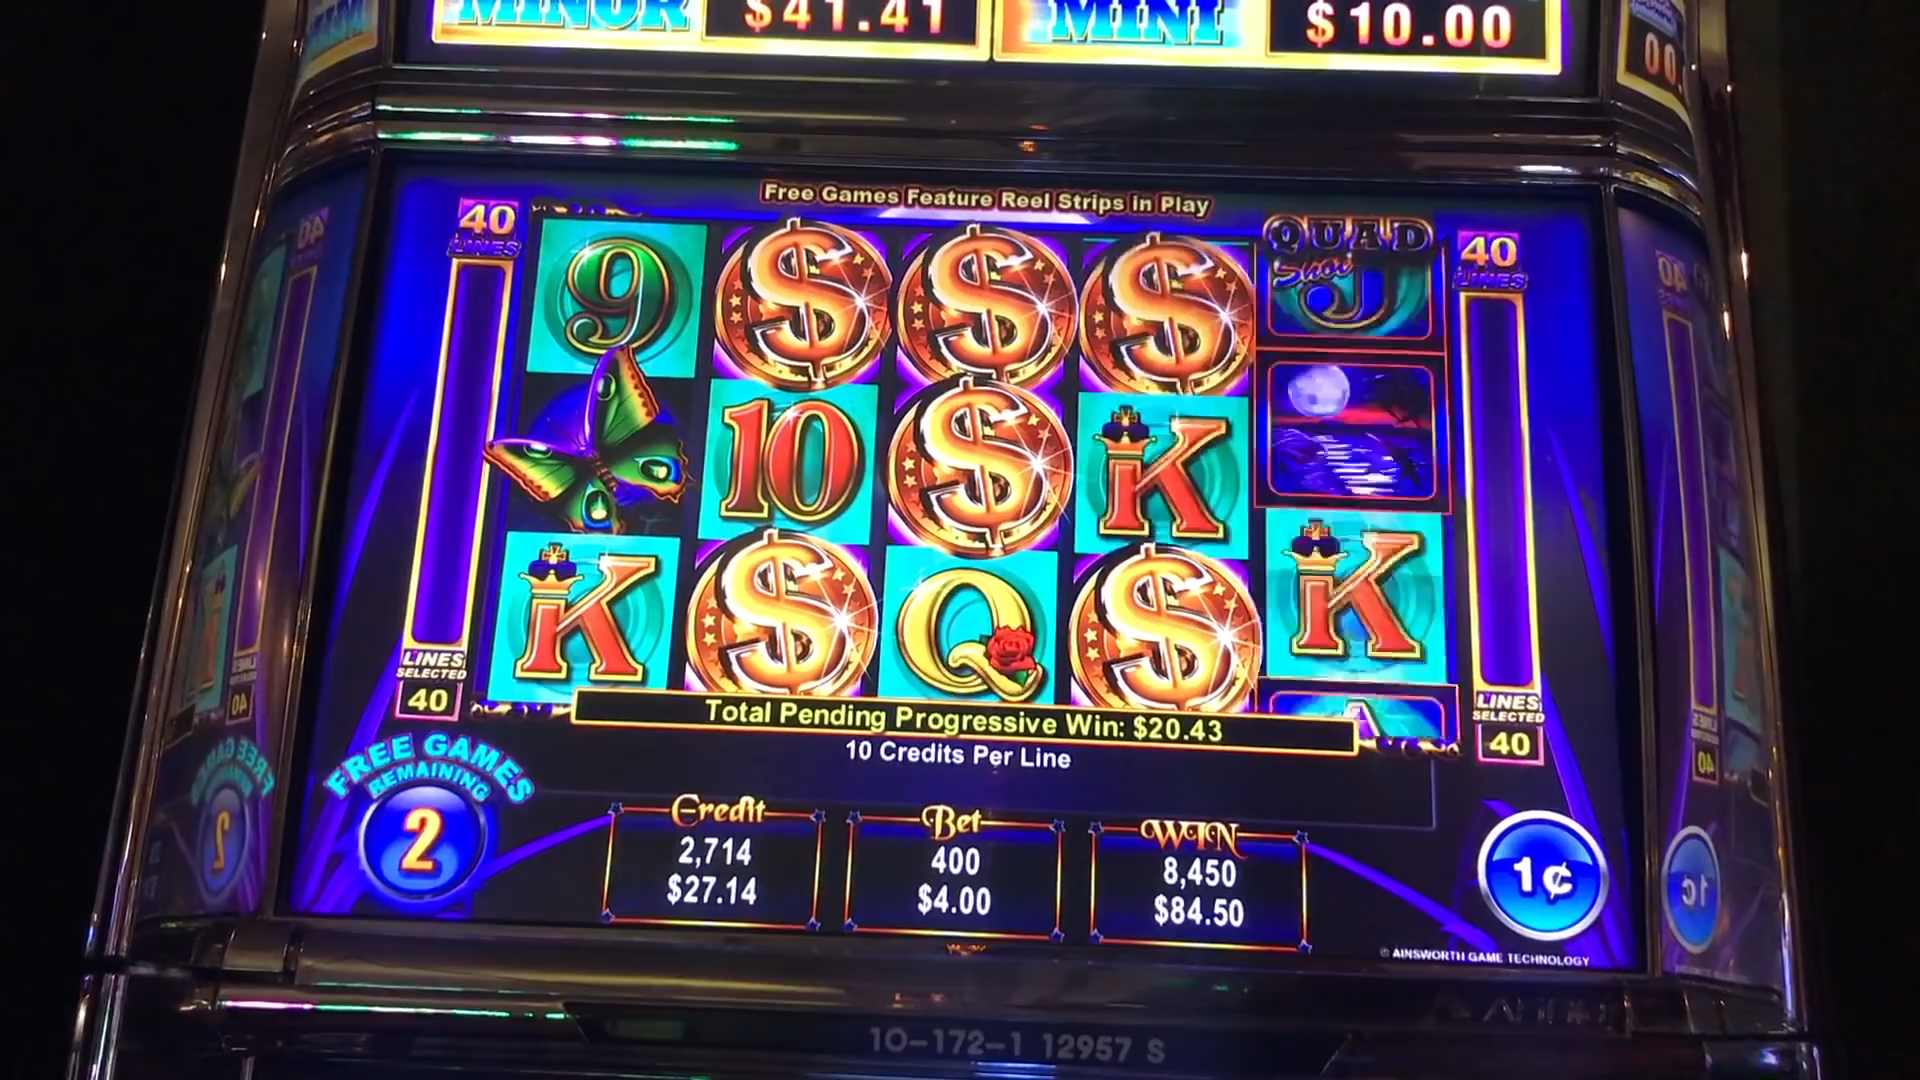 MINOR $41.41 MINI $10.00
00
Free Games Feature Reel Strips in Play
40 LINES
QUAD Shot
40 LINES
9 $ $ $ J
10 $ K
K $ Q $ K
LINES SELECTED 40
LINES SELECTED 40
Total Pending Progressive Win: $20.43
10 Credits Per Line
FREE GAMES
REMAINING
2
Credit
2,714
$27.14
Bet
400
$4.00
WIN
8,450
$84.50
1¢
© AINSWORTH GAME TECHNOLOGY
10-172-1 12957 S